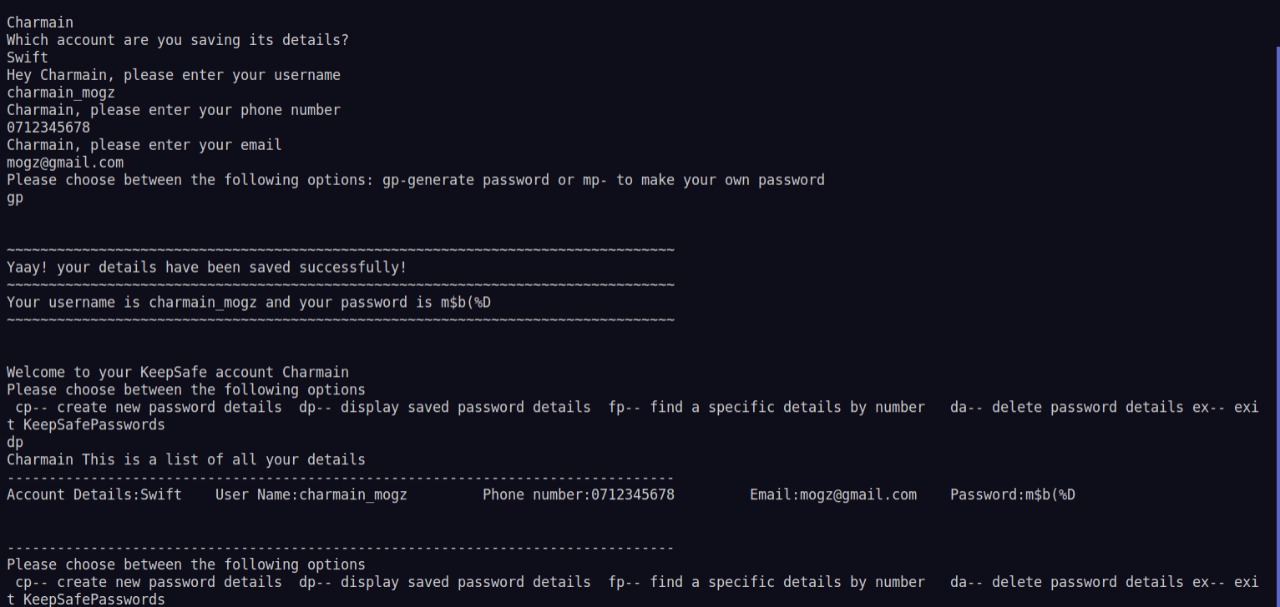 Charmain
Which account are you saving its details?
Swift
Hey Charmain, please enter your username
charmain_mogz
Charmain, please enter your phone number
0712345678
Charmain, please enter your email
mogz@gmail.com
Please choose between the following options: gp-generate password or mp- to make your own password
gp
~~~~~~~~~~~~~~~~~~~~~~~~~~~~~~~~~~~~~~~~~~~~~~~~~~~~~~~~~~~~~~~~~~~~~~~~~~~~~~~~
Yaay! your details have been saved successfully!
~~~~~~~~~~~~~~~~~~~~~~~~~~~~~~~~~~~~~~~~~~~~~~~~~~~~~~~~~~~~~~~~~~~~~~~~~~~~~~~~
Your username is charmain_mogz and your password is m$b(%D
~~~~~~~~~~~~~~~~~~~~~~~~~~~~~~~~~~~~~~~~~~~~~~~~~~~~~~~~~~~~~~~~~~~~~~~~~~~~~~~~
Welcome to your KeepSafe account Charmain
Please choose between the following options
 cp-- create new password details  dp-- display saved password details  fp-- find a specific details by number   da-- delete password details ex-- exi
t KeepSafePasswords
dp
Charmain This is a list of all your details
--------------------------------------------------------------------------------
Account Details:Swift    User Name:charmain_mogz         Phone number:0712345678         Email:mogz@gmail.com    Password:m$b(%D
--------------------------------------------------------------------------------
Please choose between the following options
 cp-- create new password details  dp-- display saved password details  fp-- find a specific details by number   da-- delete password details ex-- exi
t KeepSafePasswords